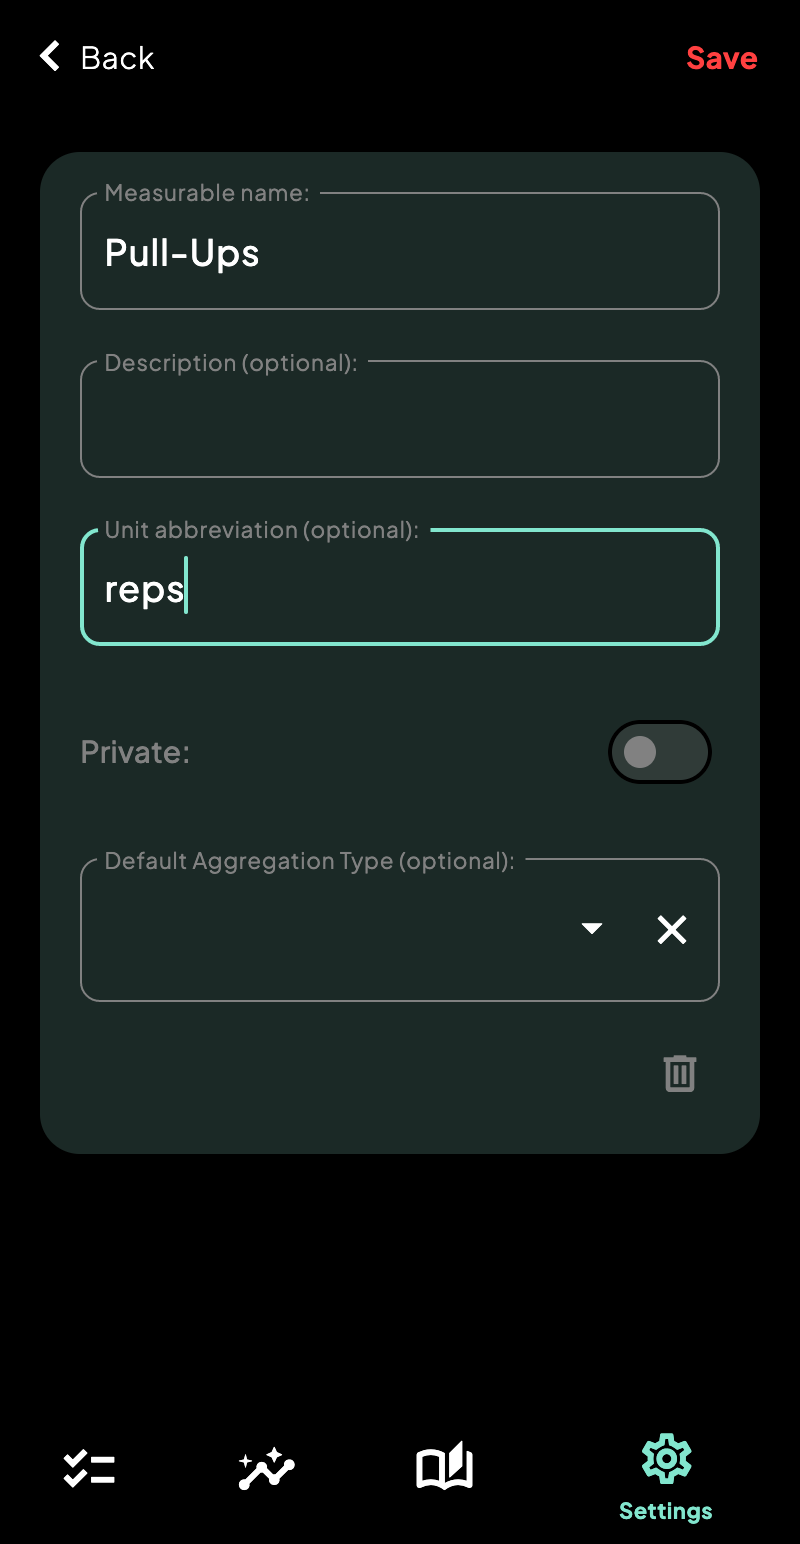 Back
Save
Measurable name:
Pull-Ups
Description (optional):
Unit abbreviation (optional):
reps
Private:
Default Aggregation Type (optional):
Settings